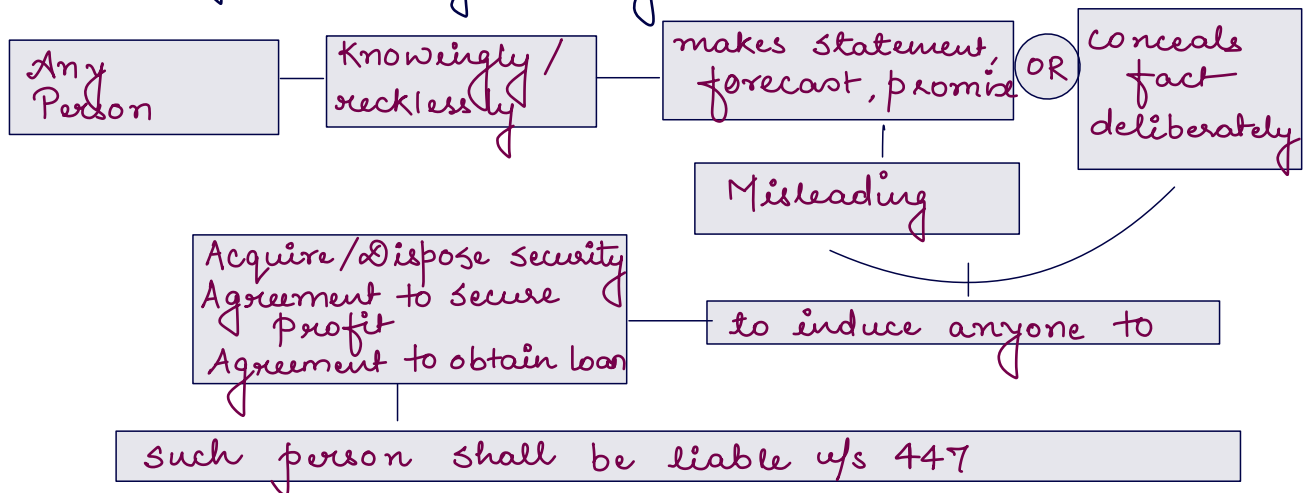 Any
Person
Knowingly /
recklessly
makes statement,
forecast, promise
OR
conceals
fact
deliberately
Misleading
to induce anyone to
Acquire/Dispose security
Agreement to secure
profit
Agreement to obtain loan
such person shall be liable u/s 447